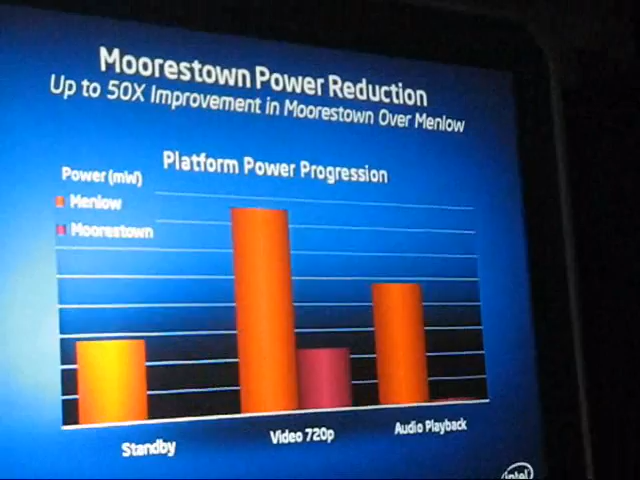 Moorestown Power Reduction
Up to 50X Improvement in Moorestown Over Menlow
Platform Power Progression
Power (mW)
Menlow
Moorestown
Standby
Video 720p
Audio Playback
intel